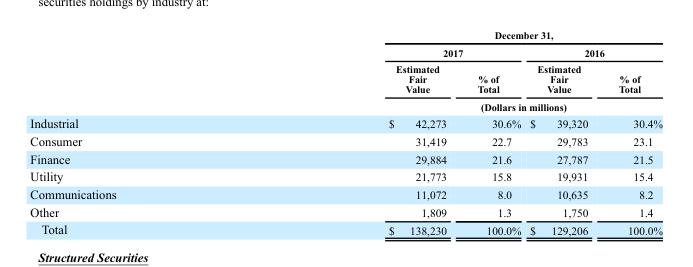 securities holdings by industry at:
December 31,
2017 2016
Estimated Fair Value % of Total Estimated Fair Value % of Total
(Dollars in millions)
Industrial $ 42,273 30.6% $ 39,320 30.4%
Consumer 31,419 22.7 29,783 23.1
Finance 29,884 21.6 27,787 21.5
Utility 21,773 15.8 19,931 15.4
Communications 11,072 8.0 10,635 8.2
Other 1,809 1.3 1,750 1.4
Total $ 138,230 100.0% $ 129,206 100.0%
Structured Securities